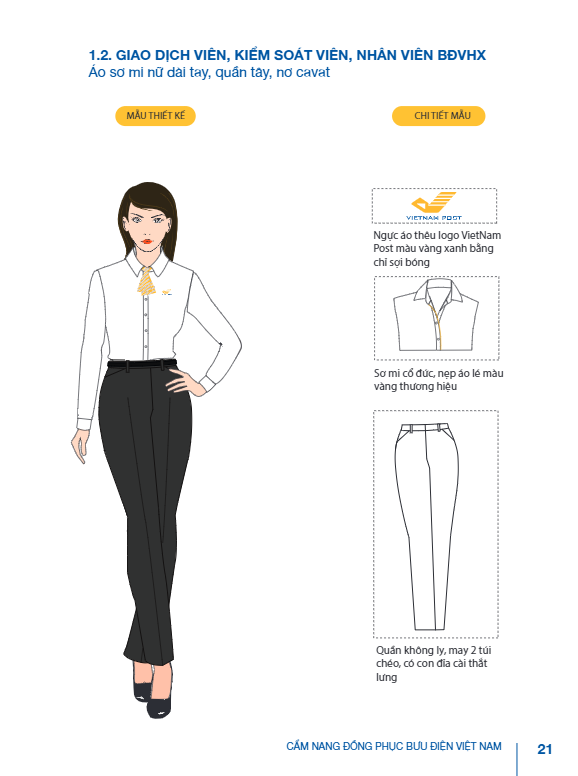 1.2. GIAO DỊCH VIÊN, KIỂM SOÁT VIÊN, NHÂN VIÊN BĐVHX
Áo sơ mi nữ dài tay, quần tây, nơ cavat
MẪU THIẾT KẾ
CHI TIẾT MẪU
VIETNAM POST
Ngực áo thêu logo VietNam
Post màu vàng xanh bằng
chỉ sợi bóng
Sơ mi cổ đức, nẹp áo lé màu
vàng thương hiệu
Quần không ly, may 2 túi
chéo, có con đỉa cài thắt
lưng
CẨM NANG ĐỒNG PHỤC BƯU ĐIỆN VIỆT NAM
21